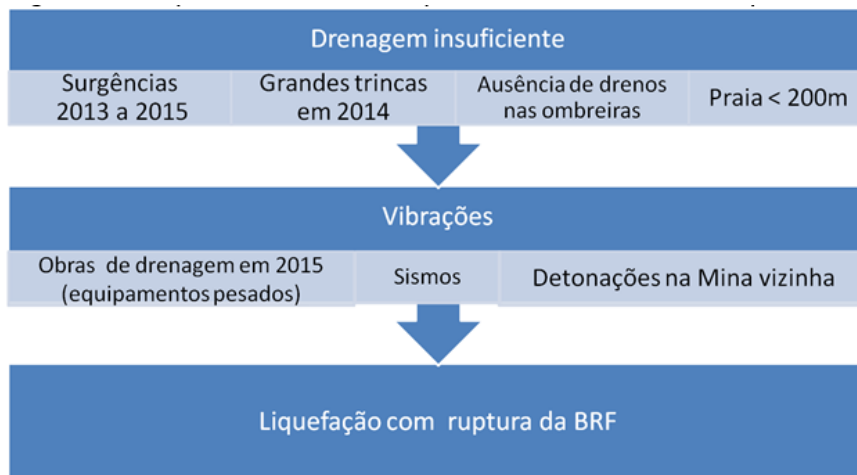 Drenagem insuficiente
Surgências
2013 a 2015
Grandes trincas
em 2014
Ausência de drenos
nas ombreiras
Praia < 200m
Vibrações
Obras de drenagem em 2015
(equipamentos pesados)
Sismos
Detonações na Mina vizinha
Liquefação com ruptura da BRF